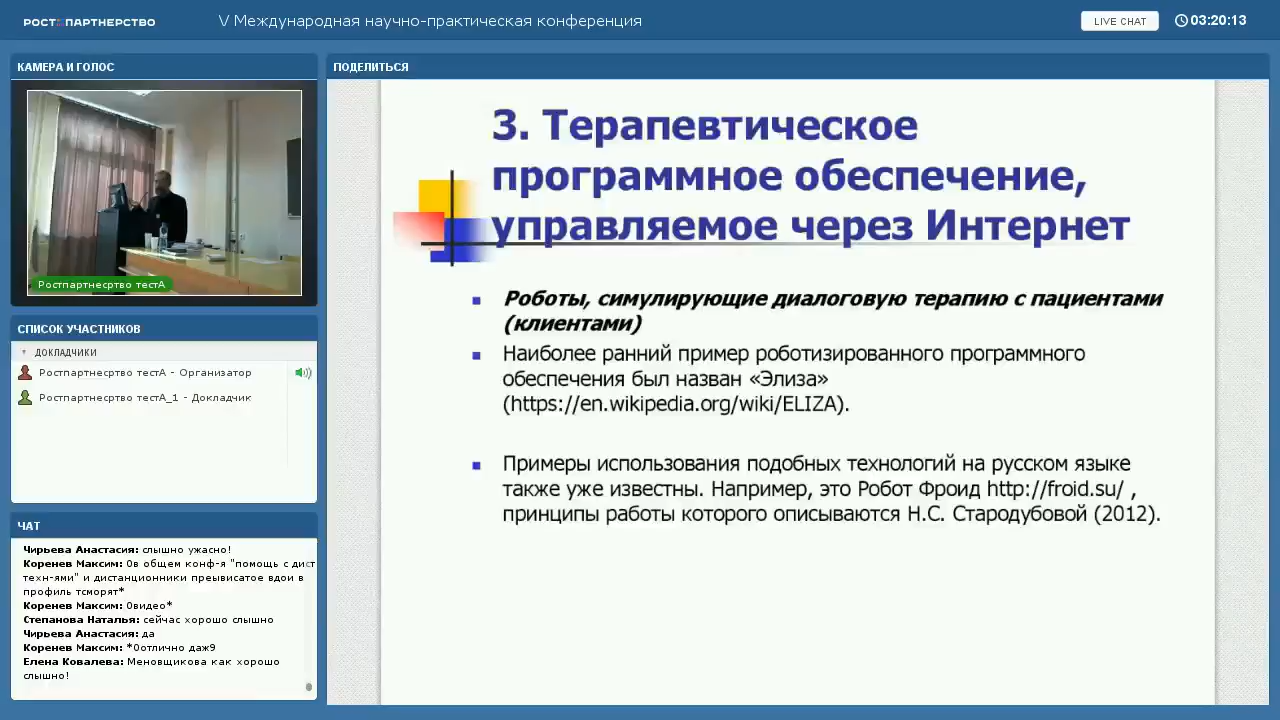 РОСТ ПАРТНЕРСТВО
V Международная научно-практическая конференция
LIVE CHAT
03:20:13
КАМЕРА И ГОЛОС
Ростпартнесртво тестА
СПИСОК УЧАСТНИКОВ
ДОКЛАДЧИКИ
Ростпартнесртво тестА - Организатор
Ростпартнесртво тестА_1 - Докладчик
ЧАТ
Чирьева Анастасия: слышно ужасно!
Коренев Максим: 0в общем конф-я "помощь с дист
техн-ями" и дистанционники преывисатое вдои в
профиль тсморят*
Коренев Максим: 0видео*
Степанова Наталья: сейчас хорошо слышно
Чирьева Анастасия: да
Коренев Максим: *0отлично даж9
Елена Ковалева: Меновщикова как хорошо
слышно!
ПОДЕЛИТЬСЯ
3. Терапевтическое
программное обеспечение,
управляемое через Интернет
Роботы, симулирующие диалоговую терапию с пациентами
(клиентами)
Наиболее ранний пример роботизированного программного
обеспечения был назван «Элиза»
(https://en.wikipedia.org/wiki/ELIZA).
Примеры использования подобных технологий на русском языке
также уже известны. Например, это Робот Фроид http://froid.su/ ,
принципы работы которого описываются Н.С. Стародубовой (2012).